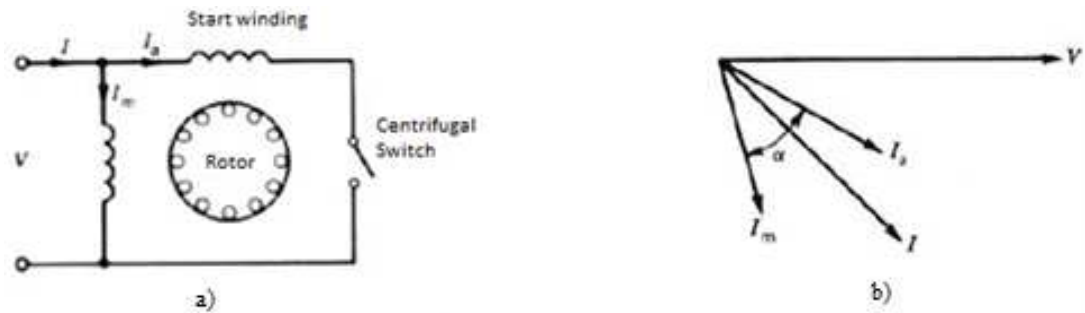 Start winding
I
Iₐ
Iₘ
V
Rotor
Centrifugal
Switch
a)
V
α
Iₐ
Iₘ
I
b)